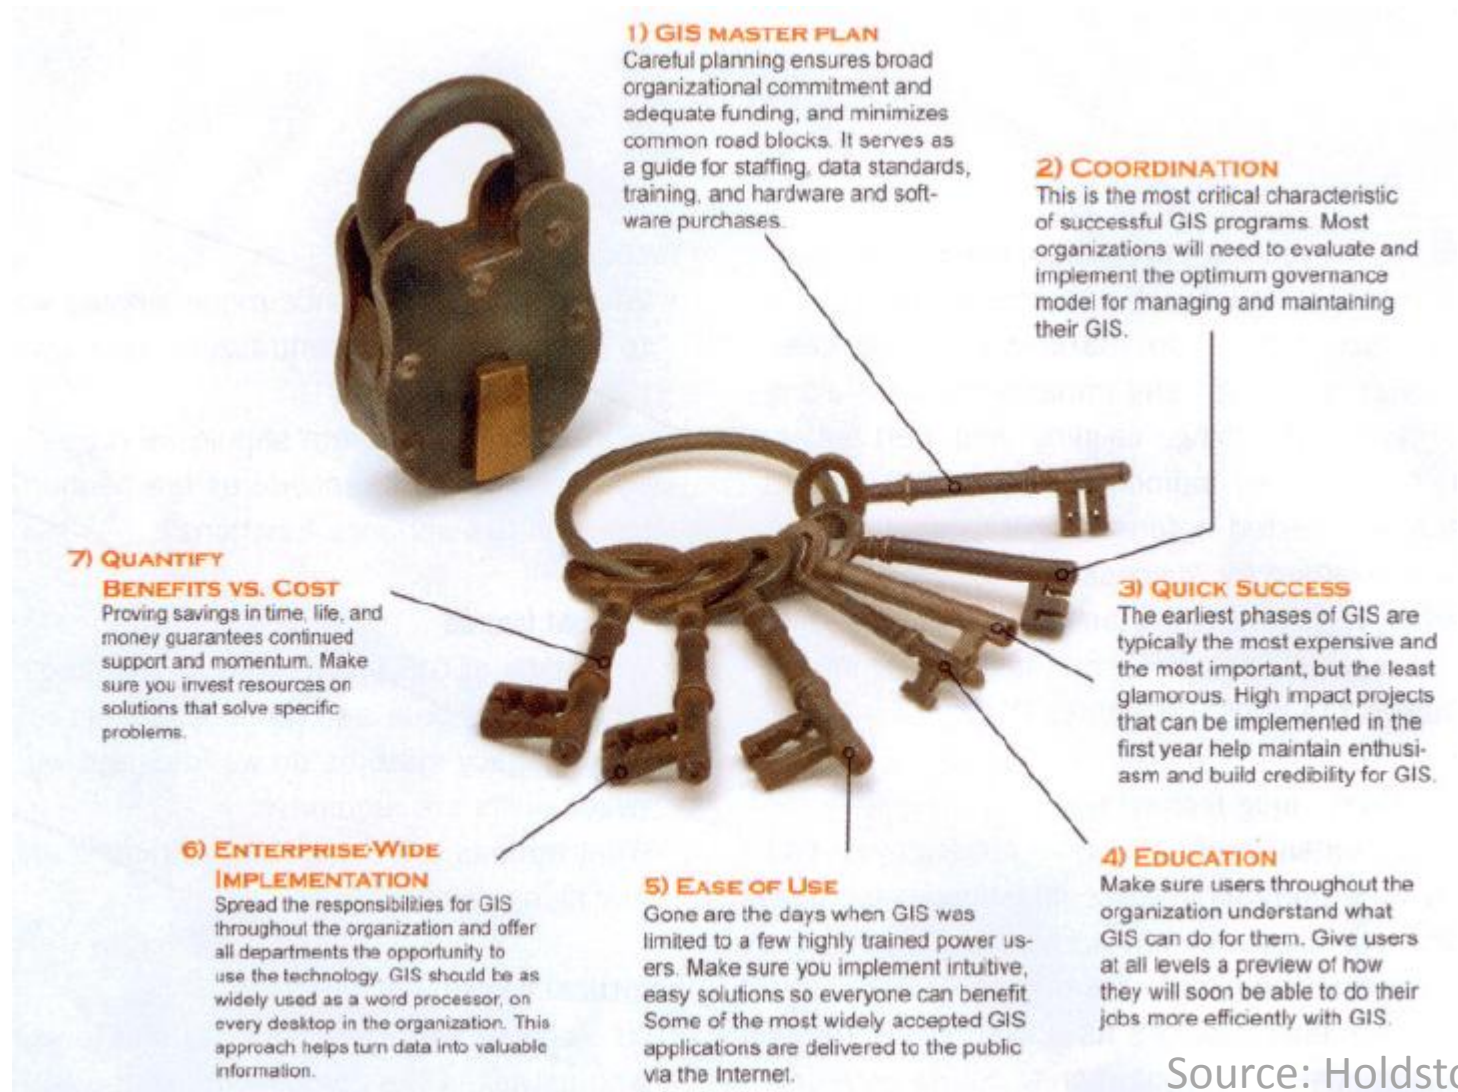 1) GIS MASTER PLAN
Careful planning ensures broad
organizational commitment and
adequate funding, and minimizes
common road blocks. It serves as
a guide for staffing, data standards,
training, and hardware and soft-
ware purchases.
2) COORDINATION
This is the most critical characteristic
of successful GIS programs. Most
organizations will need to evaluate and
implement the optimum governance
model for managing and maintaining
their GIS.
3) QUICK SUCCESS
The earliest phases of GIS are
typically the most expensive and
the most important, but the least
glamorous. High impact projects
that can be implemented in the
first year help maintain enthusi-
asm and build credibility for GIS.
4) EDUCATION
Make sure users throughout the
organization understand what
GIS can do for them. Give users
at all levels a preview of how
they will soon be able to do their
jobs more efficiently with GIS.
5) EASE OF USE
Gone are the days when GIS was
limited to a few highly trained power us-
ers. Make sure you implement intuitive,
easy solutions so everyone can benefit.
Some of the most widely accepted GIS
applications are delivered to the public
via the Internet.
6) ENTERPRISE-WIDE
IMPLEMENTATION
Spread the responsibilities for GIS
throughout the organization and offer
all departments the opportunity to
use the technology. GIS should be as
widely used as a word processor, on
every desktop in the organization. This
approach helps turn data into valuable
information.
7) QUANTIFY
BENEFITS VS. COST
Proving savings in time, life, and
money guarantees continued
support and momentum. Make
sure you invest resources on
solutions that solve specific
problems.
Source: Holdsto